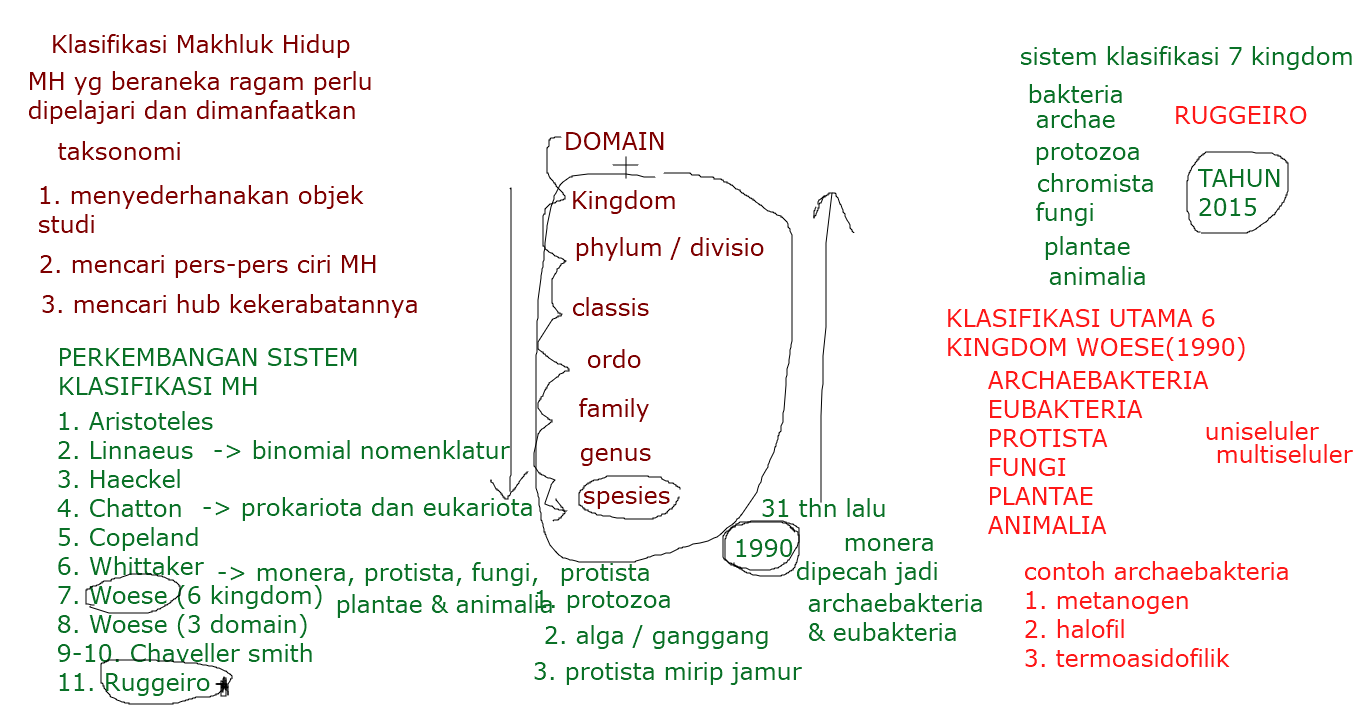 Klasifikasi Makhluk Hidup
MH yg beraneka ragam perlu
dipelajari dan dimanfaatkan
taksonomi
1. menyederhanakan objek
studi
2. mencari pers-pers ciri MH
3. mencari hub kekerabatannya
PERKEMBANGAN SISTEM
KLASIFIKASI MH
1. Aristoteles
2. Linnaeus -> binomial nomenklatur
3. Haeckel
4. Chatton -> prokariota dan eukariota
5. Copeland
6. Whittaker -> monera, protista, fungi,
plantae & animalia
7. Woese (6 kingdom)
8. Woese (3 domain)
9-10. Chaveller smith
11. Ruggeiro
DOMAIN
Kingdom
phylum / divisio
classis
ordo
family
genus
spesies
protista
1. protozoa
2. alga / ganggang
3. protista mirip jamur
31 thn lalu
1990
monera
dipecah jadi
archaebakteria
& eubakteria
sistem klasifikasi 7 kingdom
bakteria
archae
protozoa
chromista
fungi
plantae
animalia
RUGGEIRO
TAHUN
2015
KLASIFIKASI UTAMA 6
KINGDOM WOESE(1990)
ARCHAEBAKTERIA
EUBAKTERIA
PROTISTA
FUNGI
PLANTAE
ANIMALIA
uniseluler
multiseluler
contoh archaebakteria
1. metanogen
2. halofil
3. termoasidofilik